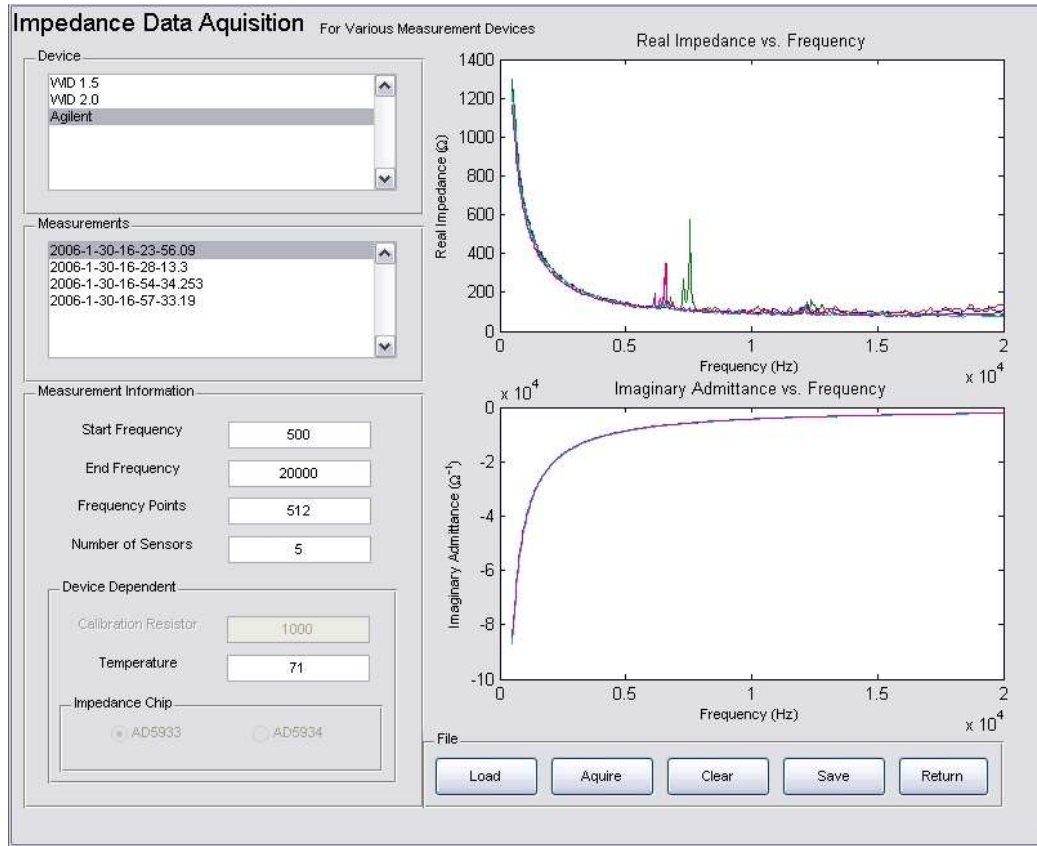 Impedance Data Aquisition For Various Measurement Devices
Device
WID 1.5
WID 2.0
Agilent
Measurements
2006-1-30-16-23-56.09
2006-1-30-16-28-13.3
2006-1-30-16-54-34.253
2006-1-30-16-57-33.19
Measurement Information
Start Frequency 500
End Frequency 20000
Frequency Points 512
Number of Sensors 5
Device Dependent
Calibration Resistor 1000
Temperature 71
Impedance Chip
AD5933 AD5934
Real Impedance vs. Frequency
Real Impedance (Ω)
1400
1200
1000
800
600
400
200
0
0 0.5 1 1.5 2
Frequency (Hz)
x 10⁴
x 10⁴
Imaginary Admittance vs. Frequency
Imaginary Admittance (Ω⁻¹)
0
-2
-4
-6
-8
-10
0 0.5 1 1.5 2
Frequency (Hz)
x 10⁴
File
Load Aquire Clear Save Return